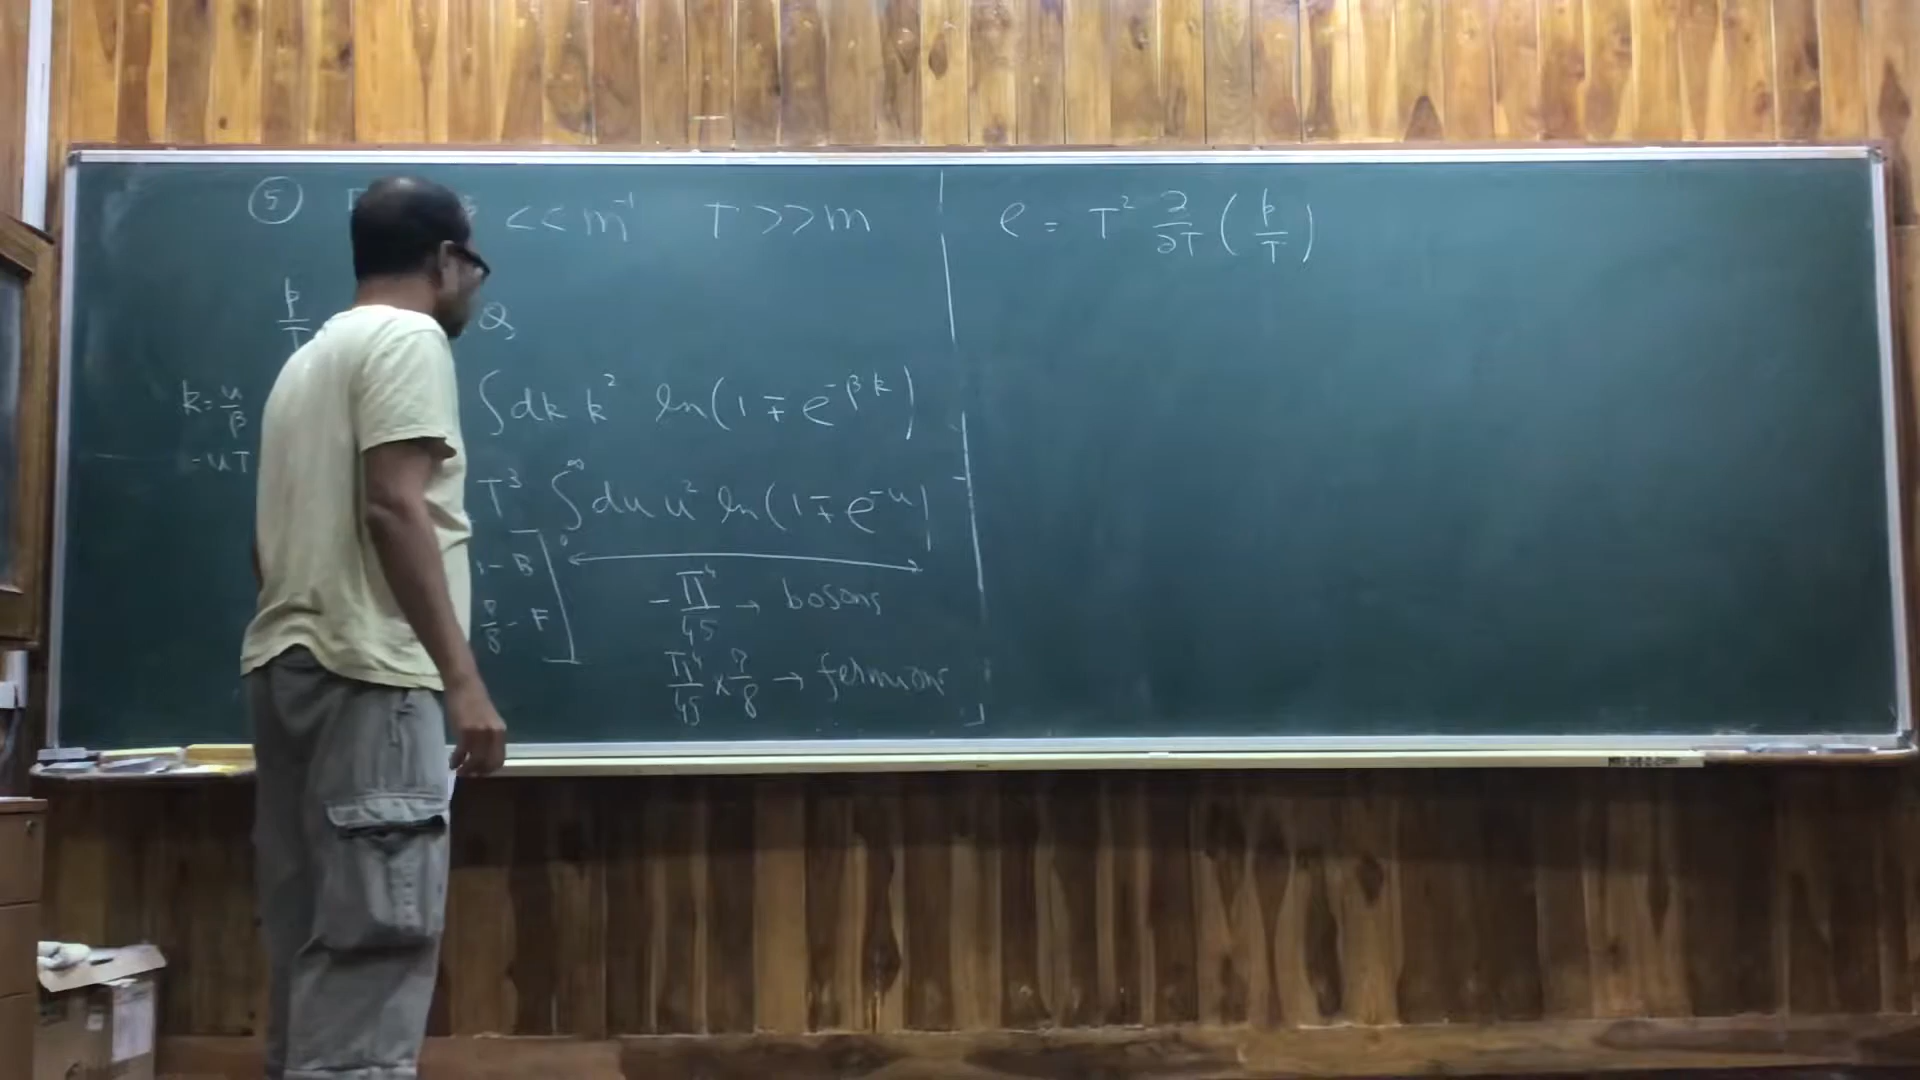 ⑤ << m⁻¹ T >> m
p/T Q
k = u/β ∫ dk k² ln(1 ∓ e^{-βk})
= uT T³ ∫₀^∞ du u² ln(1 ∓ e^{-u})
1 - B
7/8 - F
-π⁴/45 → bosons
π⁴/45 × 7/8 → fermions
e = T² ∂/∂T (p/T)